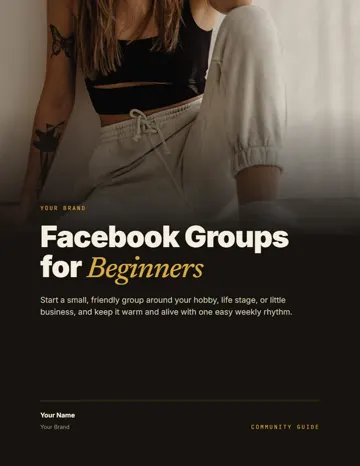 YOUR BRAND
Facebook Groups
for Beginners
Start a small, friendly group around your hobby, life stage, or little
business, and keep it warm and alive with one easy weekly rhythm.
Your Name
Your Brand
COMMUNITY GUIDE